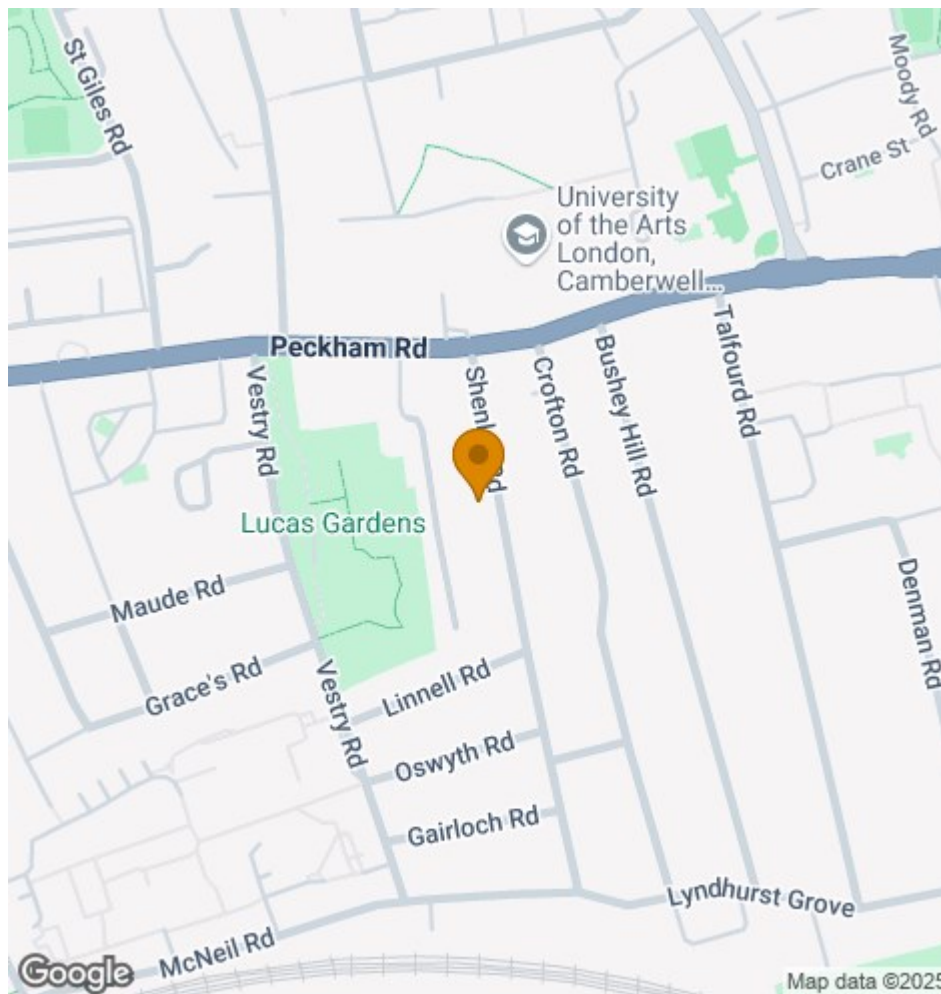 St Giles Rd
Moody Rd
Crane St
University
of the Arts
London,
Camberwell...
Peckham Rd
Talfourd Rd
Vestry Rd
Crofton Rd
Bushey Hill Rd
Lucas Gardens
Maude Rd
Denman Rd
Grace's Rd
Vestry Rd
Linnell Rd
Oswyth Rd
Gairloch Rd
Lyndhurst Grove
McNeil Rd
Google
Map data ©2025